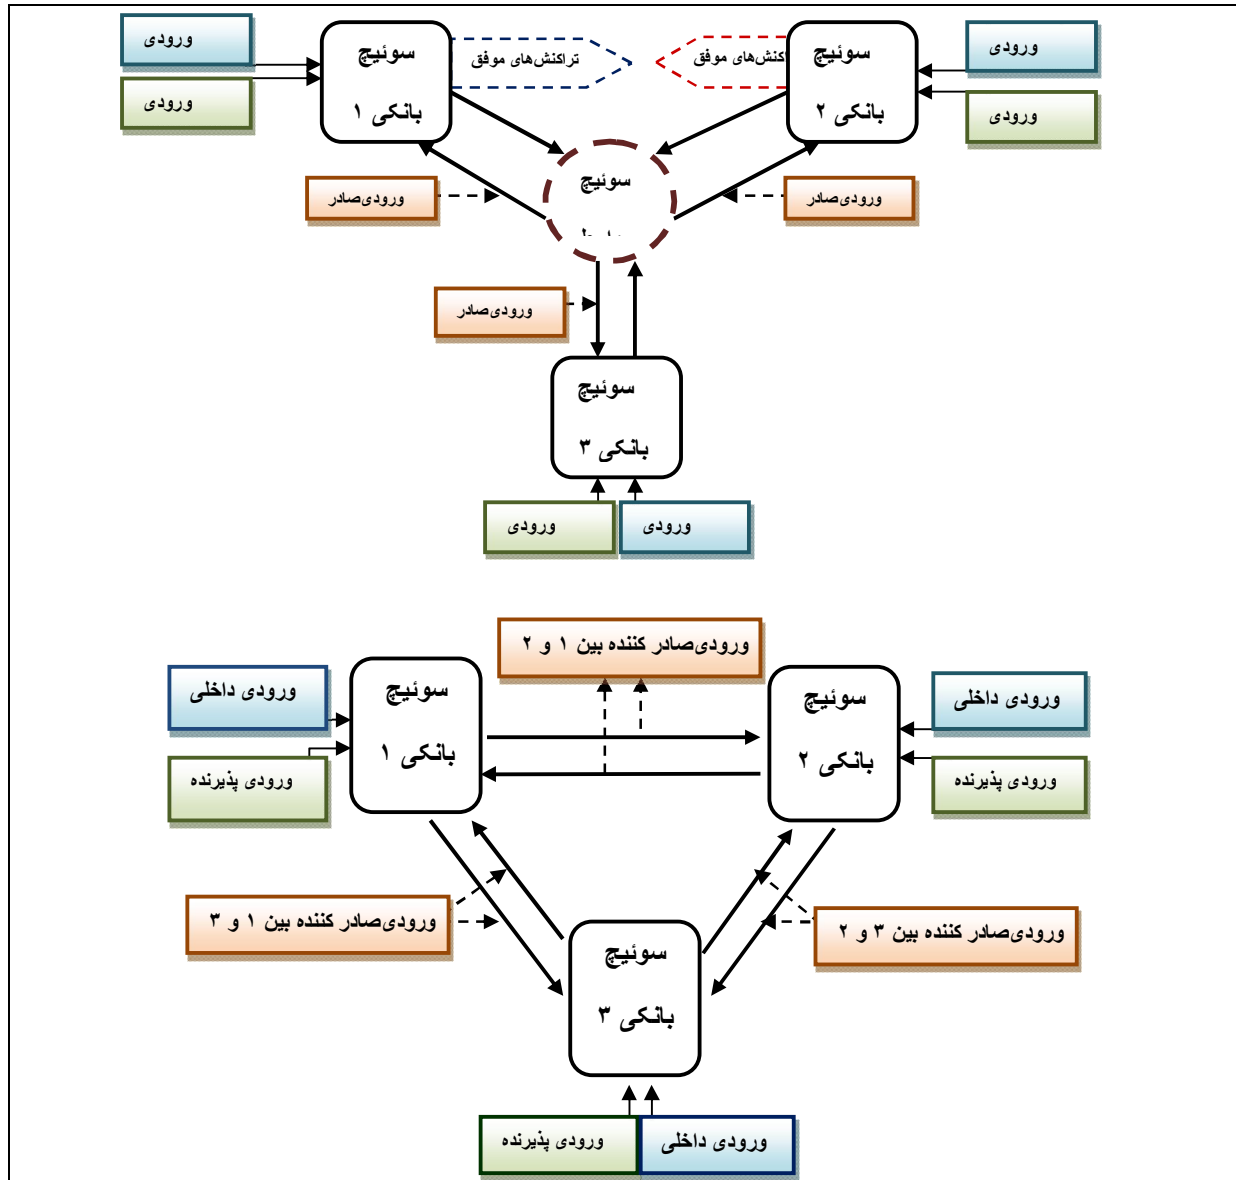 ورودی
ورودی
سوئیچ
بانکی ۱
تراکنش‌های موفق
تراکنش‌های موفق
سوئیچ
بانکی ۲
ورودی
ورودی
سوئیچ
ورودی‌صادر
ورودی‌صادر
ورودی‌صادر
سوئیچ
بانکی ۳
ورودی
ورودی
ورودی‌صادر کننده بین ۱ و ۲
ورودی داخلی
ورودی پذیرنده
سوئیچ
بانکی ۱
سوئیچ
بانکی ۲
ورودی داخلی
ورودی پذیرنده
ورودی‌صادر کننده بین ۱ و ۳
ورودی‌صادر کننده بین ۳ و ۲
سوئیچ
بانکی ۳
ورودی پذیرنده
ورودی داخلی